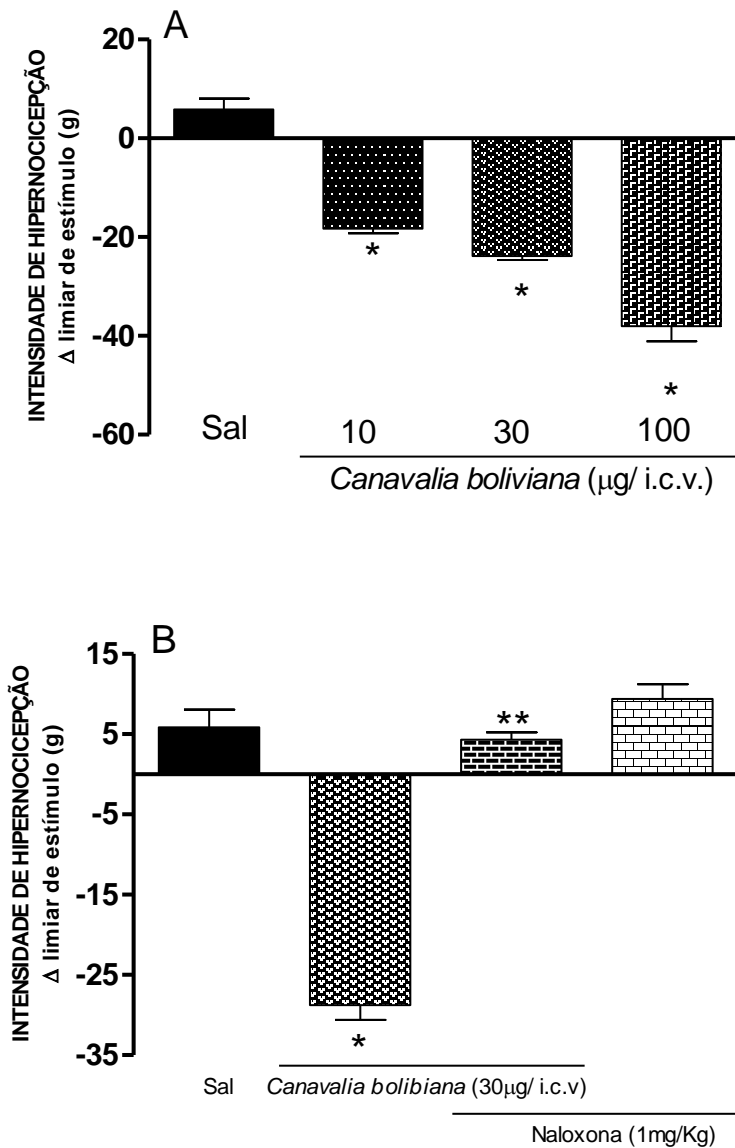 A
INTENSIDADE DE HIPERNOCICEPÇÃO
Δ limiar de estímulo (g)
20
0
-20
-40
-60
*
*
*
Sal
10
30
100
Canavalia boliviana (μg/ i.c.v.)
B
INTENSIDADE DE HIPERNOCICEPÇÃO
Δ limiar de estímulo (g)
15
5
-5
-15
-25
-35
**
*
Sal
Canavalia bolibiana (30μg/ i.c.v)
Naloxona (1mg/Kg)